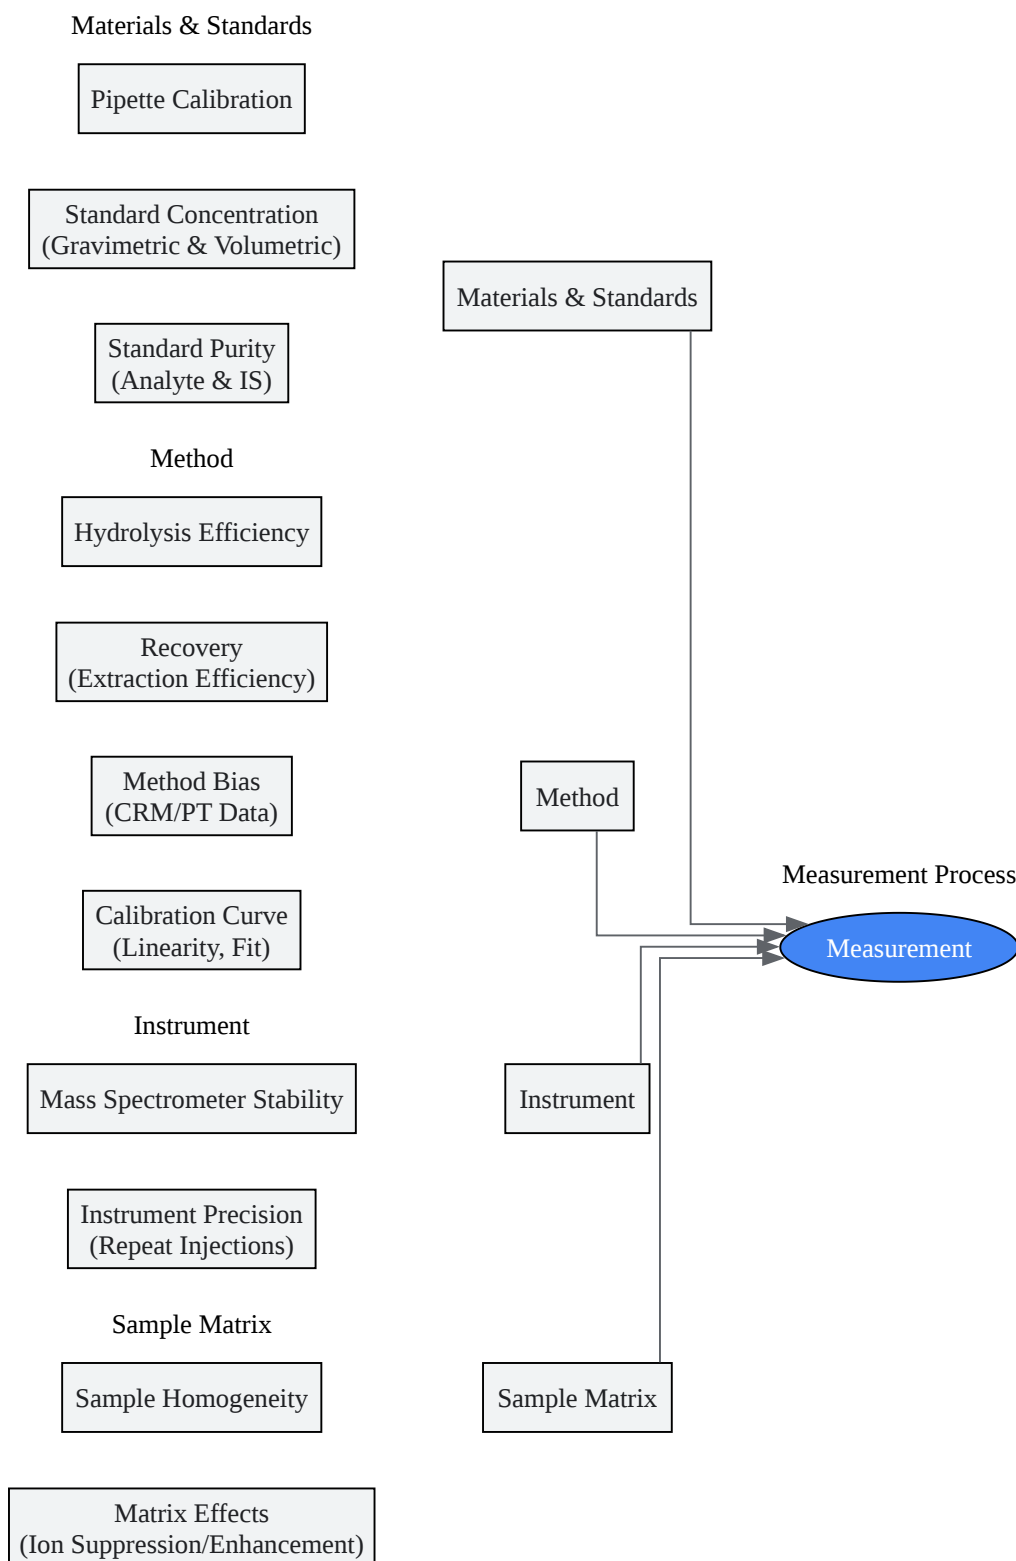 Materials & Standards
Pipette Calibration
Standard Concentration
(Gravimetric & Volumetric)
Standard Purity
(Analyte & IS)
Method
Hydrolysis Efficiency
Recovery
(Extraction Efficiency)
Method Bias
(CRM/PT Data)
Calibration Curve
(Linearity, Fit)
Instrument
Mass Spectrometer Stability
Instrument Precision
(Repeat Injections)
Sample Matrix
Sample Homogeneity
Matrix Effects
(Ion Suppression/Enhancement)
Materials & Standards
Method
Instrument
Sample Matrix
Measurement Process
Measurement